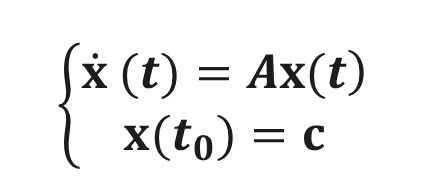 ẋ (t) = Ax(t)
x(t₀) = c